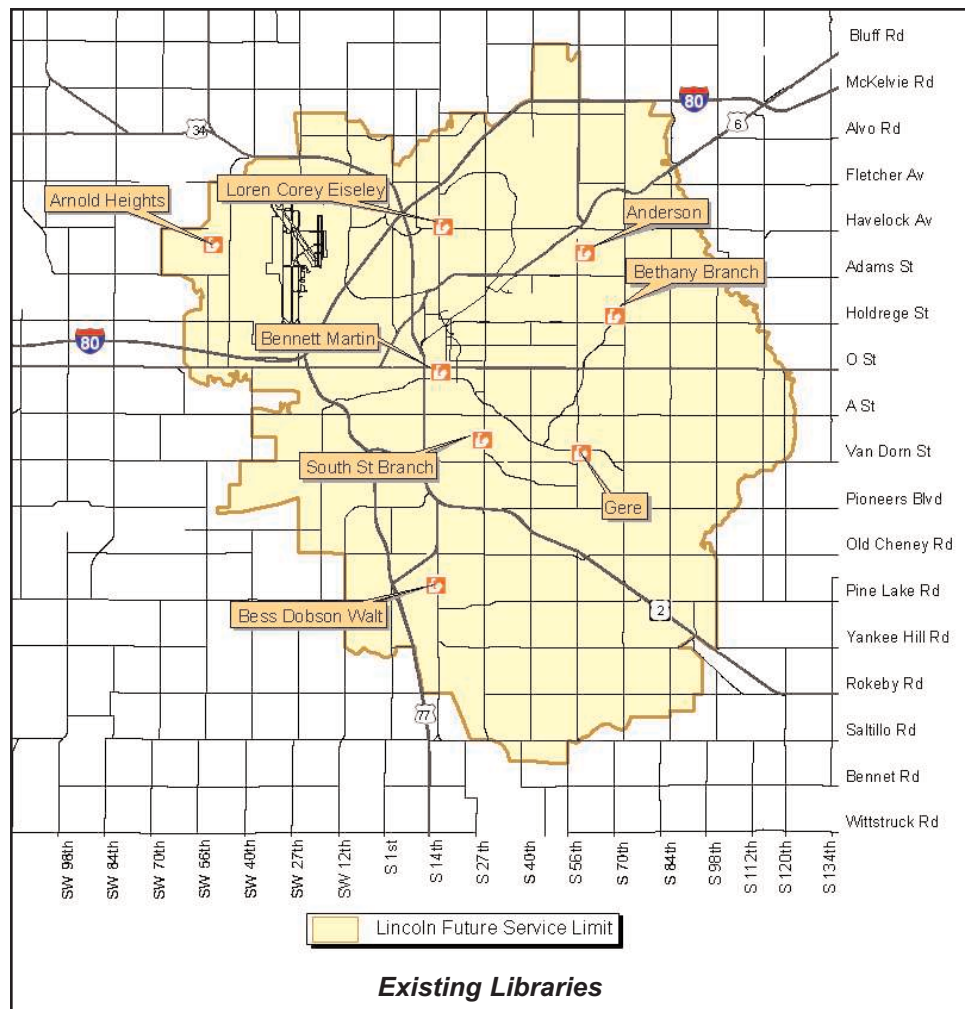 Bluff Rd
McKelvie Rd
80
6
34
Alvo Rd
Fletcher Av
Loren Corey Eiseley
Arnold Heights
Anderson
Havelock Av
Bethany Branch
Adams St
Holdrege St
80
Bennett Martin
O St
A St
South St Branch
Van Dorn St
Gere
Pioneers Blvd
Old Cheney Rd
Bess Dobson Walt
2
Pine Lake Rd
Yankee Hill Rd
Rokeby Rd
77
Saltillo Rd
Bennet Rd
Wittstruck Rd
SW 98th
SW 84th
SW 70th
SW 56th
SW 40th
SW 27th
SW 12th
S 1st
S 14th
S 27th
S 40th
S 56th
S 70th
S 84th
S 98th
S 112th
S 120th
S 134th
Lincoln Future Service Limit
Existing Libraries